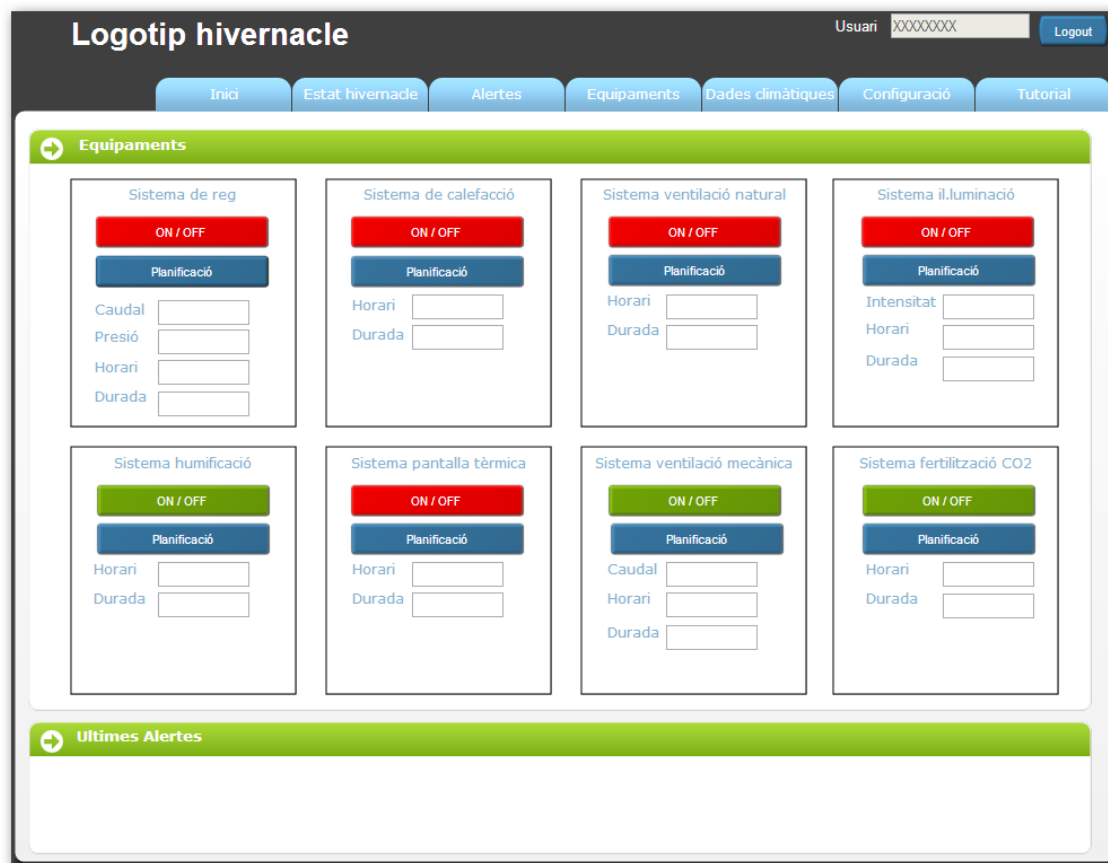 Logotip hivernacle
Usuari XXXXXXXX Logout
Inici Estat hivernacle Alertes Equipaments Dades climàtiques Configuració Tutorial
Equipaments
Sistema de reg
ON / OFF
Planificació
Caudal
Presió
Horari
Durada
Sistema de calefacció
ON / OFF
Planificació
Horari
Durada
Sistema ventilació natural
ON / OFF
Planificació
Horari
Durada
Sistema il.luminació
ON / OFF
Planificació
Intensitat
Horari
Durada
Sistema humificació
ON / OFF
Planificació
Horari
Durada
Sistema pantalla tèrmica
ON / OFF
Planificació
Horari
Durada
Sistema ventilació mecànica
ON / OFF
Planificació
Caudal
Horari
Durada
Sistema fertilització CO2
ON / OFF
Planificació
Horari
Durada
Ultimes Alertes